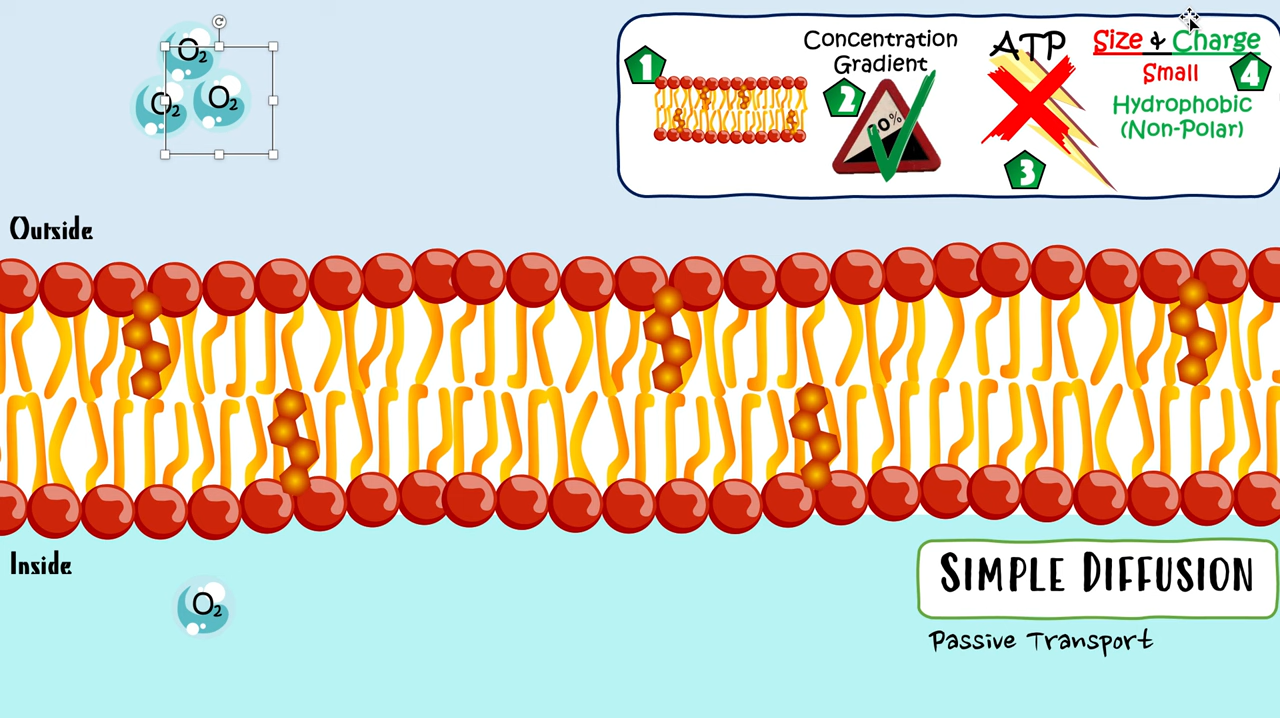 O₂
O₂
O₂
1
Concentration
Gradient
2
10%
ATP
3
Size & Charge
Small
4
Hydrophobic
(Non-Polar)
Outside
Inside
O₂
SIMPLE DIFFUSION
Passive Transport